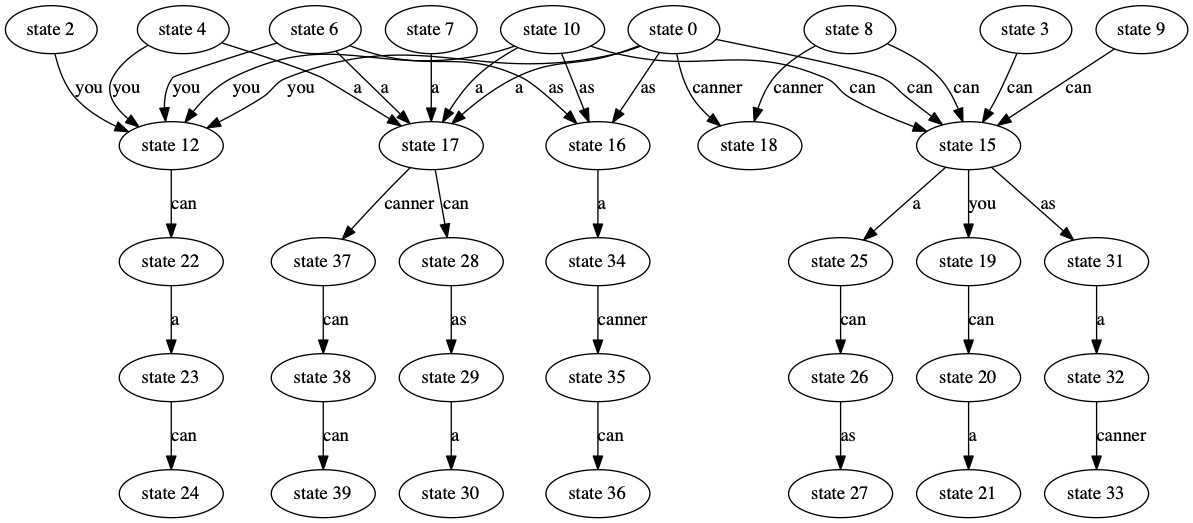 state 2 state 4 state 6 state 7 state 10 state 0 state 8 state 3 state 9
you you you you you a a a a a as as as canner canner can can can can can
state 12 state 17 state 16 state 18 state 15
can canner can a a you as
state 22 state 37 state 28 state 34 state 25 state 19 state 31
a can as canner can can a
state 23 state 38 state 29 state 35 state 26 state 20 state 32
can can a can as a canner
state 24 state 39 state 30 state 36 state 27 state 21 state 33